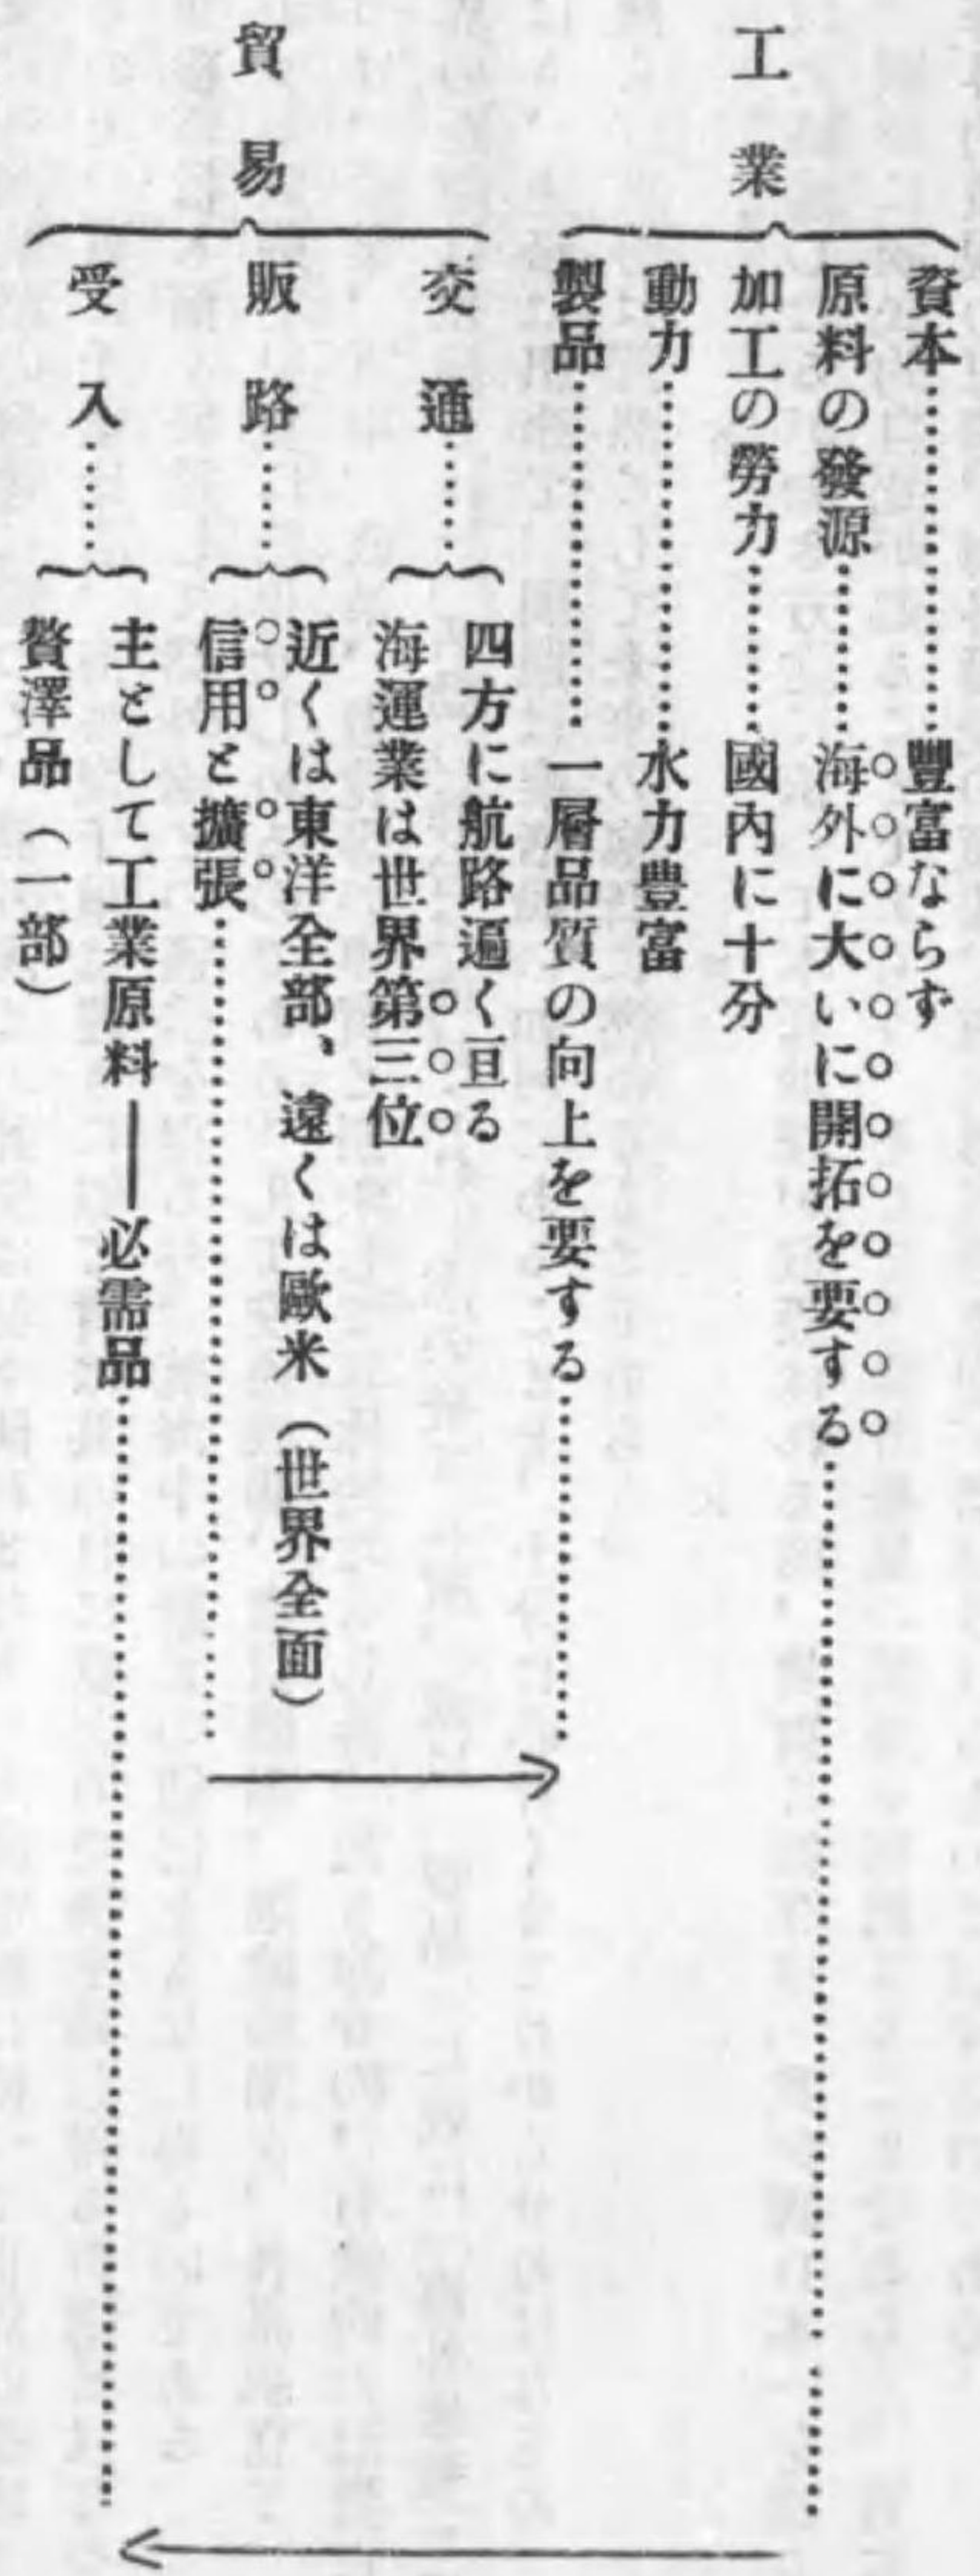 工業
資本…………豐富ならず
原料の發源……海外に大いに開拓を要する…………
加工の勞力……國內に十分
動力…………水力豐富
製品…………一層品質の向上を要する…………
貿易
交通……
四方に航路遍く亘る
海運業は世界第三位
販路……
近くは東洋全部、遠くは歐米(世界全面)
信用と擴張…………
受入……
主として工業原料――必需品…………
贅澤品(一部)